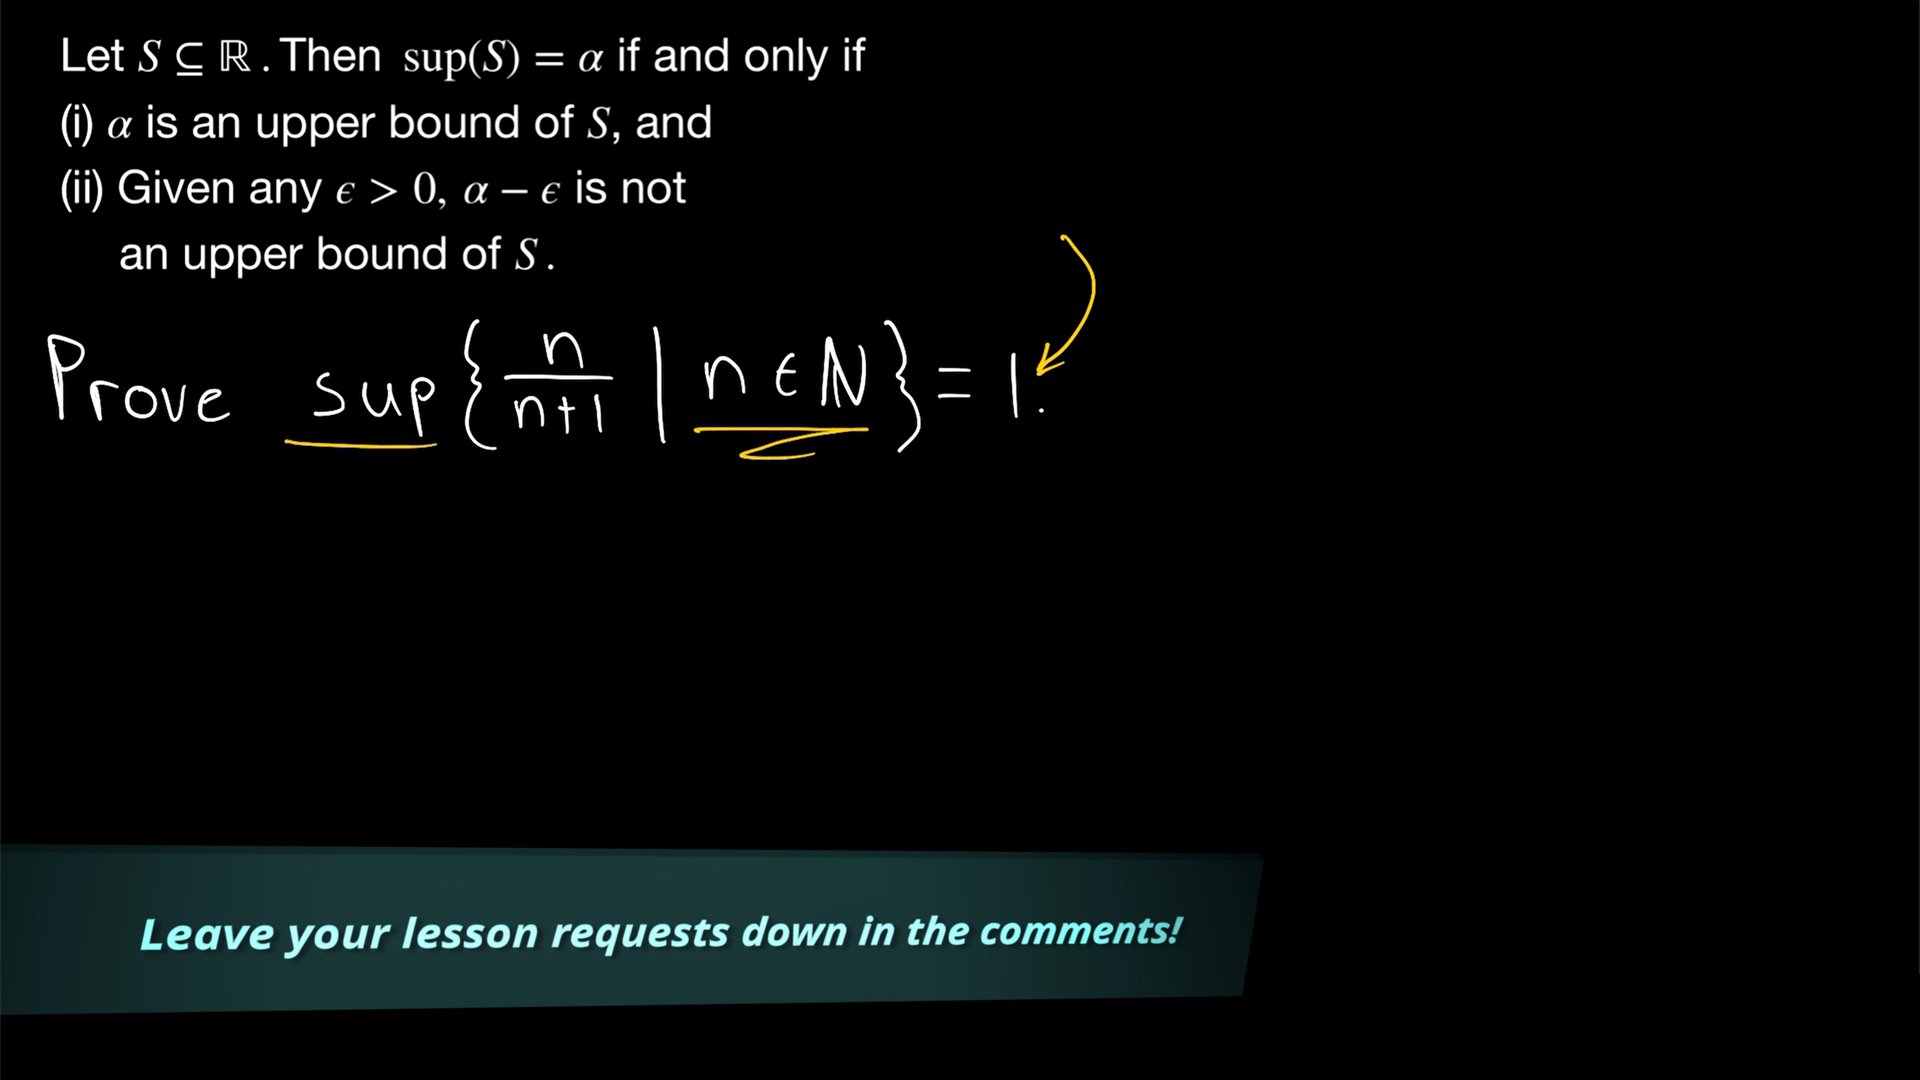 Let S ⊆ ℝ. Then sup(S) = α if and only if
(i) α is an upper bound of S, and
(ii) Given any ϵ > 0, α − ϵ is not
an upper bound of S.
Prove sup{n/(n+1) | n ∈ ℕ} = 1.
Leave your lesson requests down in the comments!